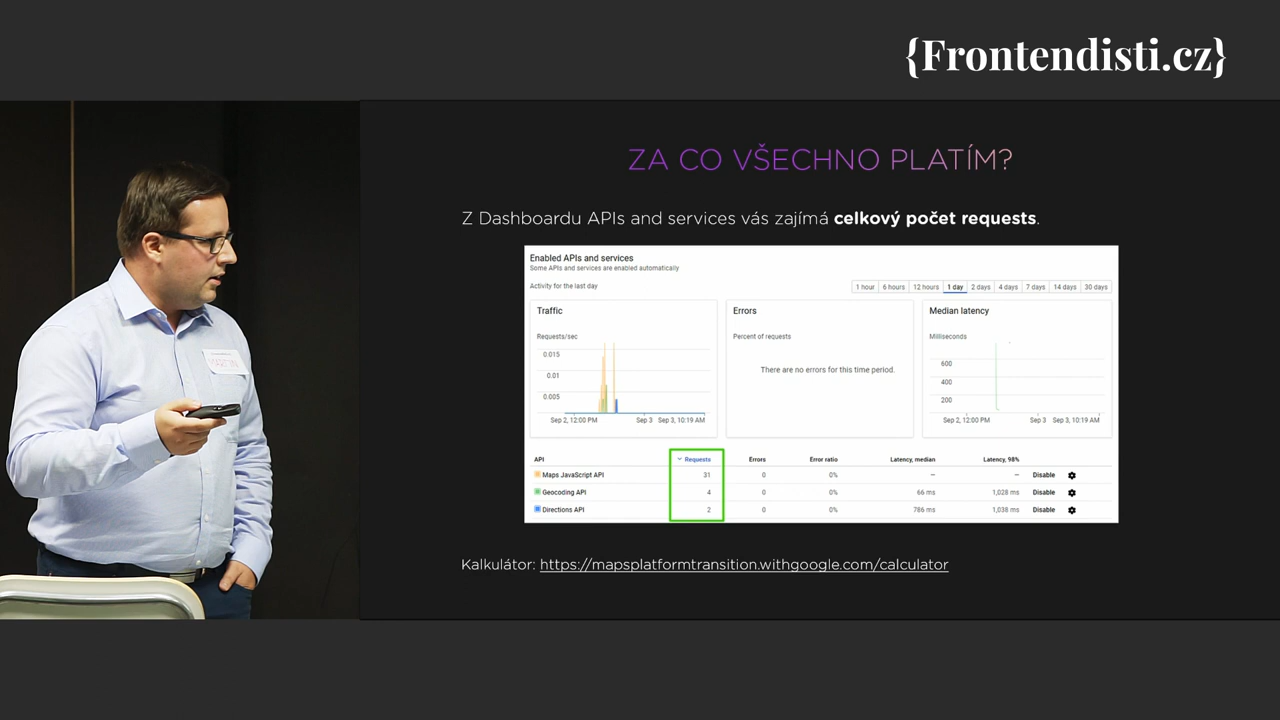 {Frontendisti.cz}
ZA CO VŠECHNO PLATÍM?
Z Dashboardu APIs and services vás zajímá celkový počet requests.
Enabled APIs and services
Some APIs and services are enabled automatically
Activity for the last day
1 hour 6 hours 12 hours 1 day 2 days 4 days 7 days 14 days 30 days
Traffic
Requests/sec
0.015
0.01
0.005
Sep 2, 12:00 PM Sep 3 Sep 3, 10:19 AM
Errors
Percent of requests
There are no errors for this time period.
Median latency
Milliseconds
600
400
200
Sep 2, 12:00 PM Sep 3 Sep 3, 10:19 AM
API Requests Errors Error ratio Latency, median Latency, 98%
Maps JavaScript API 31 0 0% – – Disable
Geocoding API 4 0 0% 66 ms 1,028 ms Disable
Directions API 2 0 0% 786 ms 1,038 ms Disable
Kalkulátor: https://mapsplatformtransition.withgoogle.com/calculator